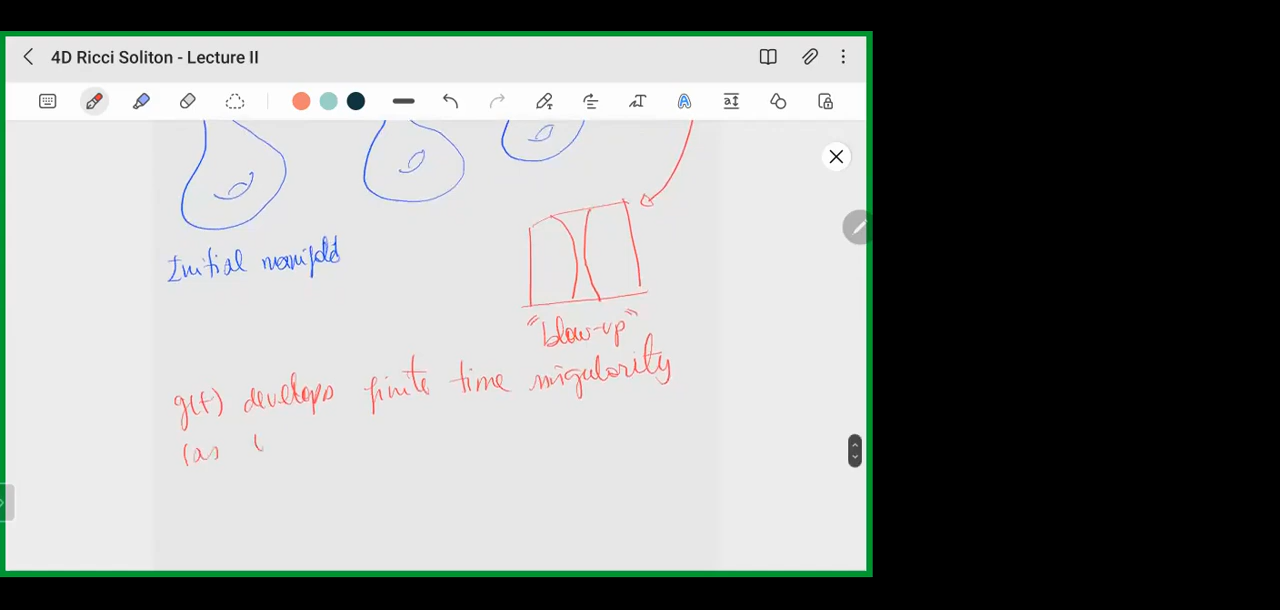 4D Ricci Soliton - Lecture II
Initial manifold
"blow-up"
g(t) develops finite time singularity
(as (